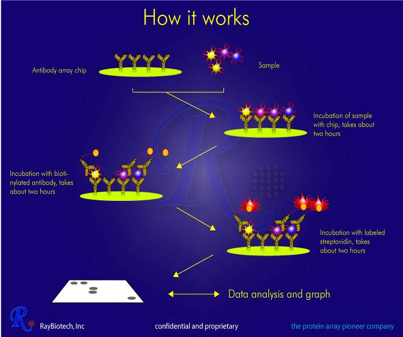 How it works
Antibody array chip
Sample
Incubation of sample
with chip, takes about
two hours
Incubation with bioti-
nylated antibody, takes
about two hours
Incubation with labeled
streptavidin, takes
about two hours
Data analysis and graph
R
RayBiotech, Inc
confidential and proprietary
the protein array pioneer company